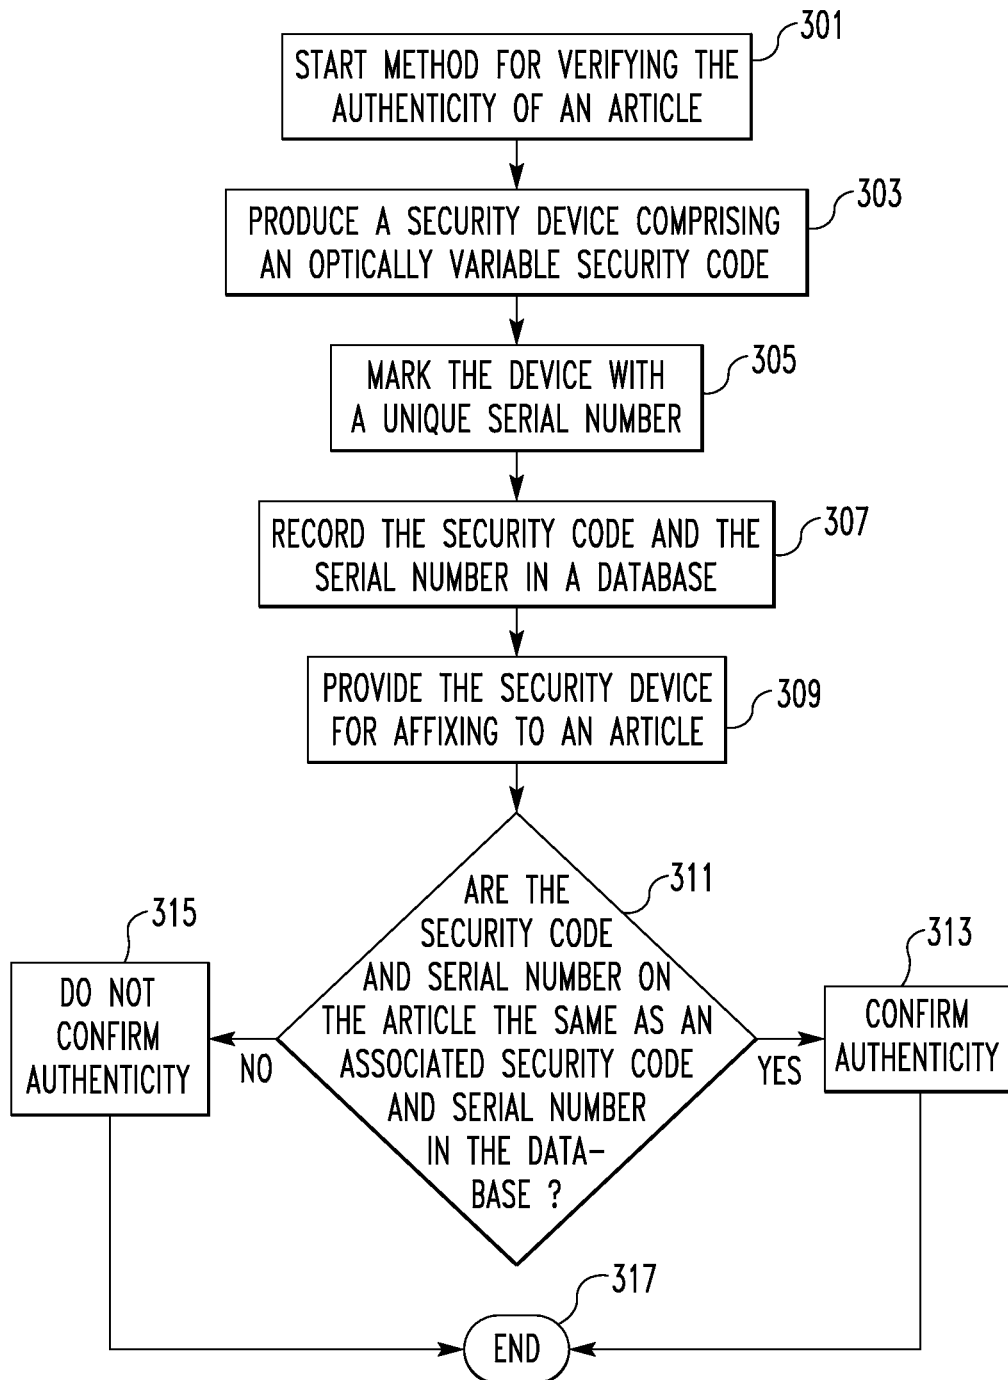 301
START METHOD FOR VERIFYING THE
AUTHENTICITY OF AN ARTICLE
303
PRODUCE A SECURITY DEVICE COMPRISING
AN OPTICALLY VARIABLE SECURITY CODE
305
MARK THE DEVICE WITH
A UNIQUE SERIAL NUMBER
307
RECORD THE SECURITY CODE AND THE
SERIAL NUMBER IN A DATABASE
309
PROVIDE THE SECURITY DEVICE
FOR AFFIXING TO AN ARTICLE
311
ARE THE
SECURITY CODE
AND SERIAL NUMBER ON
THE ARTICLE THE SAME AS AN
ASSOCIATED SECURITY CODE
AND SERIAL NUMBER
IN THE DATA-
BASE ?
315
DO NOT
CONFIRM
AUTHENTICITY
NO
YES
313
CONFIRM
AUTHENTICITY
317
END